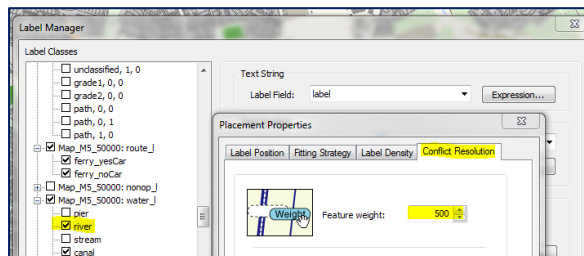 Label Manager
Label Classes
unclassified, 1, 0
grade1, 0, 0
grade2, 0, 0
path, 0, 0
path, 0, 1
path, 1, 0
Map_M5_50000: route_l
ferry_yesCar
ferry_noCar
Map_M5_50000: nonop_l
Map_M5_50000: water_l
pier
river
stream
canal
Text String
Label Field: label Expression...
Placement Properties
Label Position Fitting Strategy Label Density Conflict Resolution
Weight Feature weight: 500